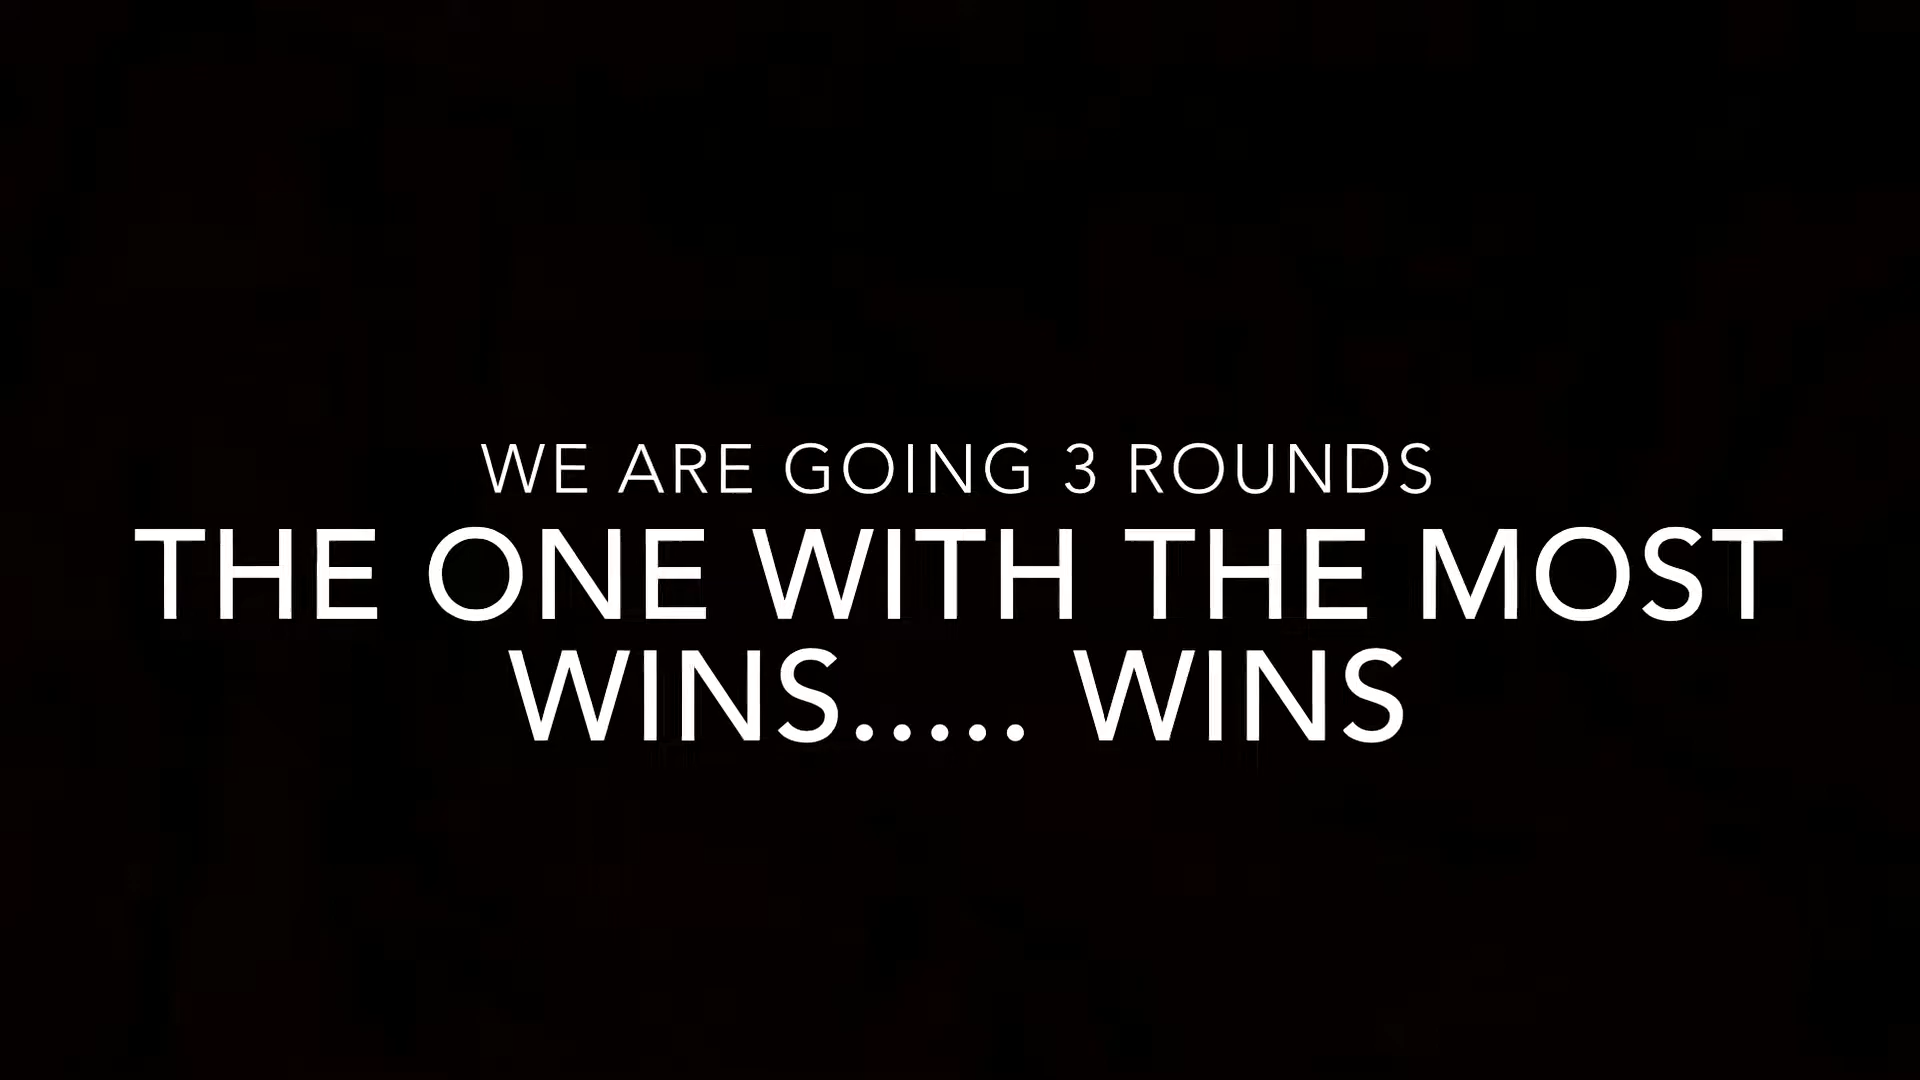 WE ARE GOING 3 ROUNDS
THE ONE WITH THE MOST
WINS..... WINS